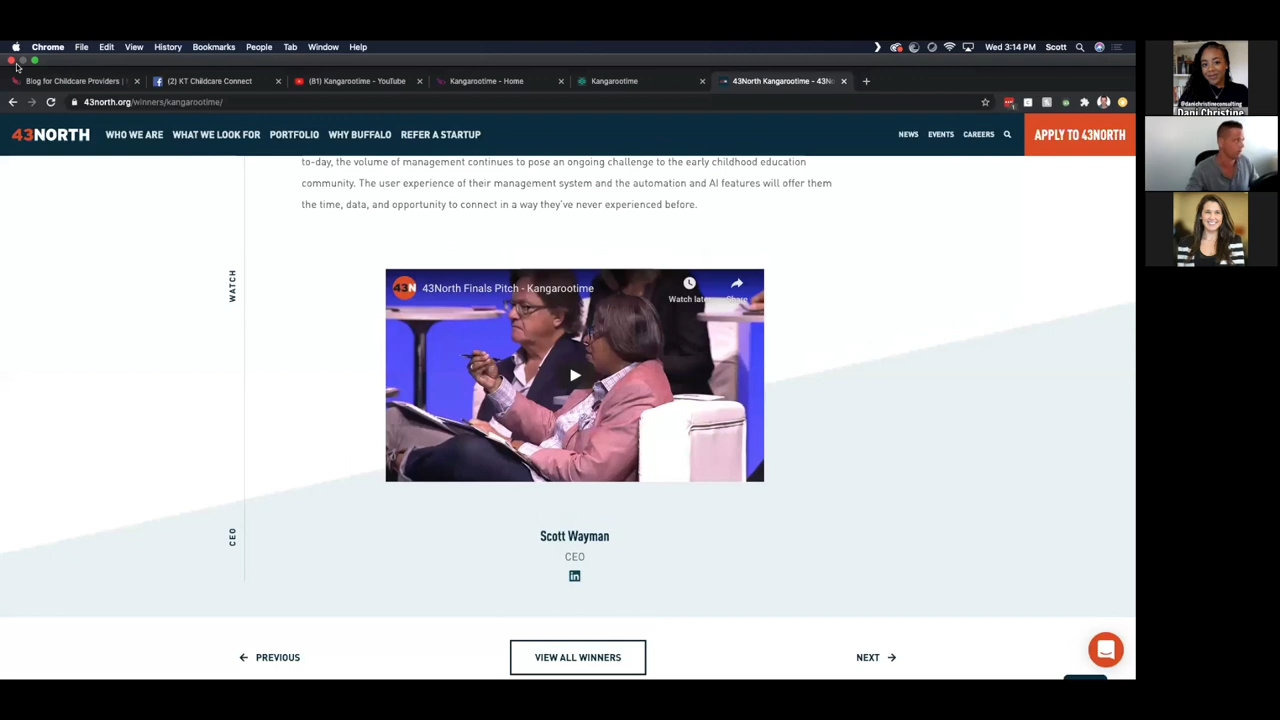 Chrome File Edit View History Bookmarks People Tab Window Help
Wed 3:14 PM Scott
Blog for Childcare Providers |
(2) KT Childcare Connect
(81) Kangarootime - YouTube
Kangarootime - Home
Kangarootime
43North Kangarootime - 43N
43north.org/winners/kangarootime/
43NORTH WHO WE ARE WHAT WE LOOK FOR PORTFOLIO WHY BUFFALO REFER A STARTUP
NEWS EVENTS CAREERS
APPLY TO 43NORTH
to-day, the volume of management continues to pose an ongoing challenge to the early childhood education
community. The user experience of their management system and the automation and AI features will offer them
the time, data, and opportunity to connect in a way they've never experienced before.
WATCH
43N
43North Finals Pitch - Kangarootime
Watch later Share
CEO
Scott Wayman
CEO
in
PREVIOUS
VIEW ALL WINNERS
NEXT
@danichristineconsulting
Dani Christine